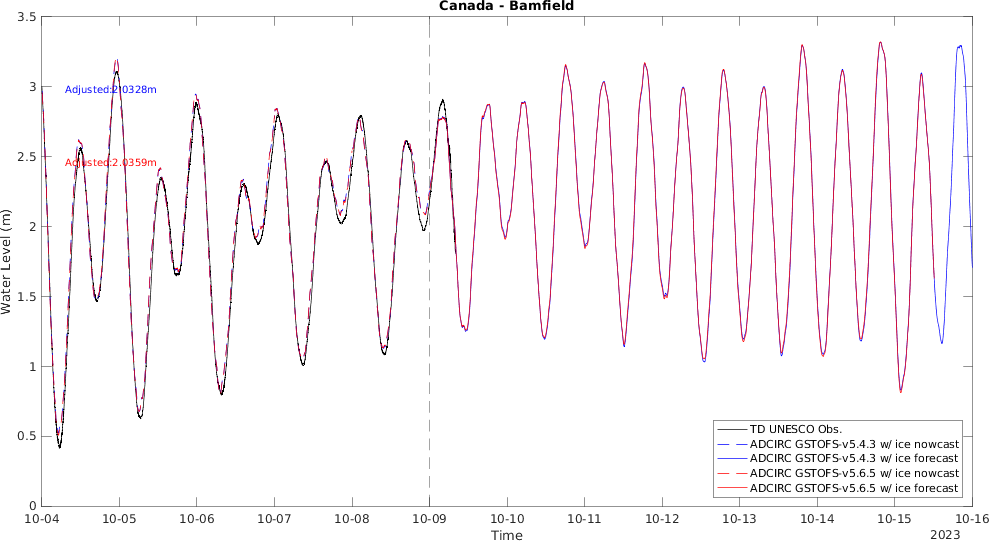 Canada - Bamfield
3.5
3
2.5
2
1.5
1
0.5
0
Water Level (m)
Adjusted:2.0328m
Adjusted:2.0359m
TD UNESCO Obs.
ADCIRC GSTOFS-v5.4.3 w/ ice nowcast
ADCIRC GSTOFS-v5.4.3 w/ ice forecast
ADCIRC GSTOFS-v5.6.5 w/ ice nowcast
ADCIRC GSTOFS-v5.6.5 w/ ice forecast
10-04 10-05 10-06 10-07 10-08 10-09 10-10 10-11 10-12 10-13 10-14 10-15 10-16
Time
2023